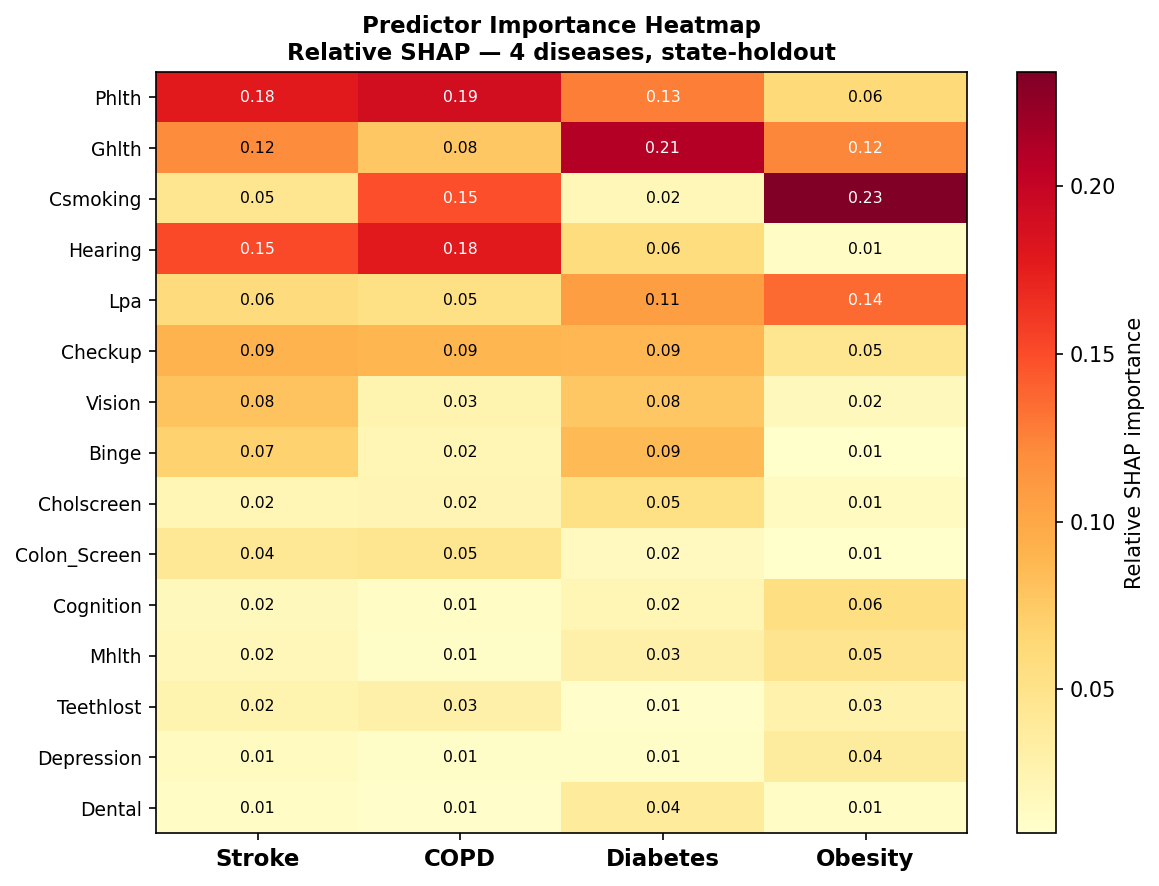 Predictor Importance Heatmap
Relative SHAP — 4 diseases, state-holdout
Phlth 0.18 0.19 0.13 0.06
Ghlth 0.12 0.08 0.21 0.12
Csmoking 0.05 0.15 0.02 0.23
Hearing 0.15 0.18 0.06 0.01
Lpa 0.06 0.05 0.11 0.14
Checkup 0.09 0.09 0.09 0.05
Vision 0.08 0.03 0.08 0.02
Binge 0.07 0.02 0.09 0.01
Cholscreen 0.02 0.02 0.05 0.01
Colon_Screen 0.04 0.05 0.02 0.01
Cognition 0.02 0.01 0.02 0.06
Mhlth 0.02 0.01 0.03 0.05
Teethlost 0.02 0.03 0.01 0.03
Depression 0.01 0.01 0.01 0.04
Dental 0.01 0.01 0.04 0.01
Stroke COPD Diabetes Obesity
0.20
0.15
0.10
0.05
Relative SHAP importance